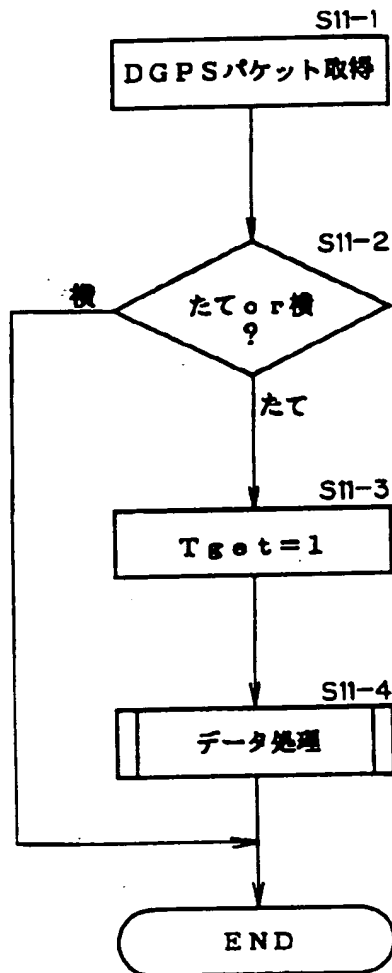 S11-1
DGPSパケット取得
S11-2
たてor横
?
横
たて
S11-3
Tget=1
S11-4
データ処理
END